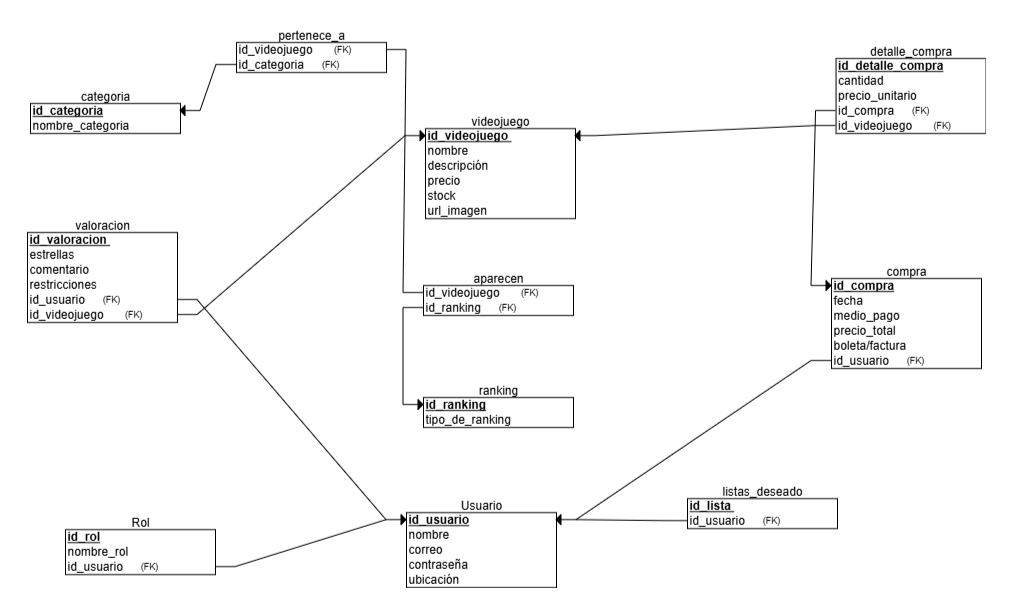 pertenece_a
id_videojuego (FK)
id_categoria (FK)
categoria
id_categoria
nombre_categoria
videojuego
id_videojuego
nombre
descripción
precio
stock
url_imagen
detalle_compra
id_detalle_compra
cantidad
precio_unitario
id_compra (FK)
id_videojuego (FK)
valoracion
id_valoracion
estrellas
comentario
restricciones
id_usuario (FK)
id_videojuego (FK)
aparecen
id_videojuego (FK)
id_ranking (FK)
compra
id_compra
fecha
medio_pago
precio_total
boleta/factura
id_usuario (FK)
ranking
id_ranking
tipo_de_ranking
Rol
id_rol
nombre_rol
id_usuario (FK)
Usuario
id_usuario
nombre
correo
contraseña
ubicación
listas_deseado
id_lista
id_usuario (FK)